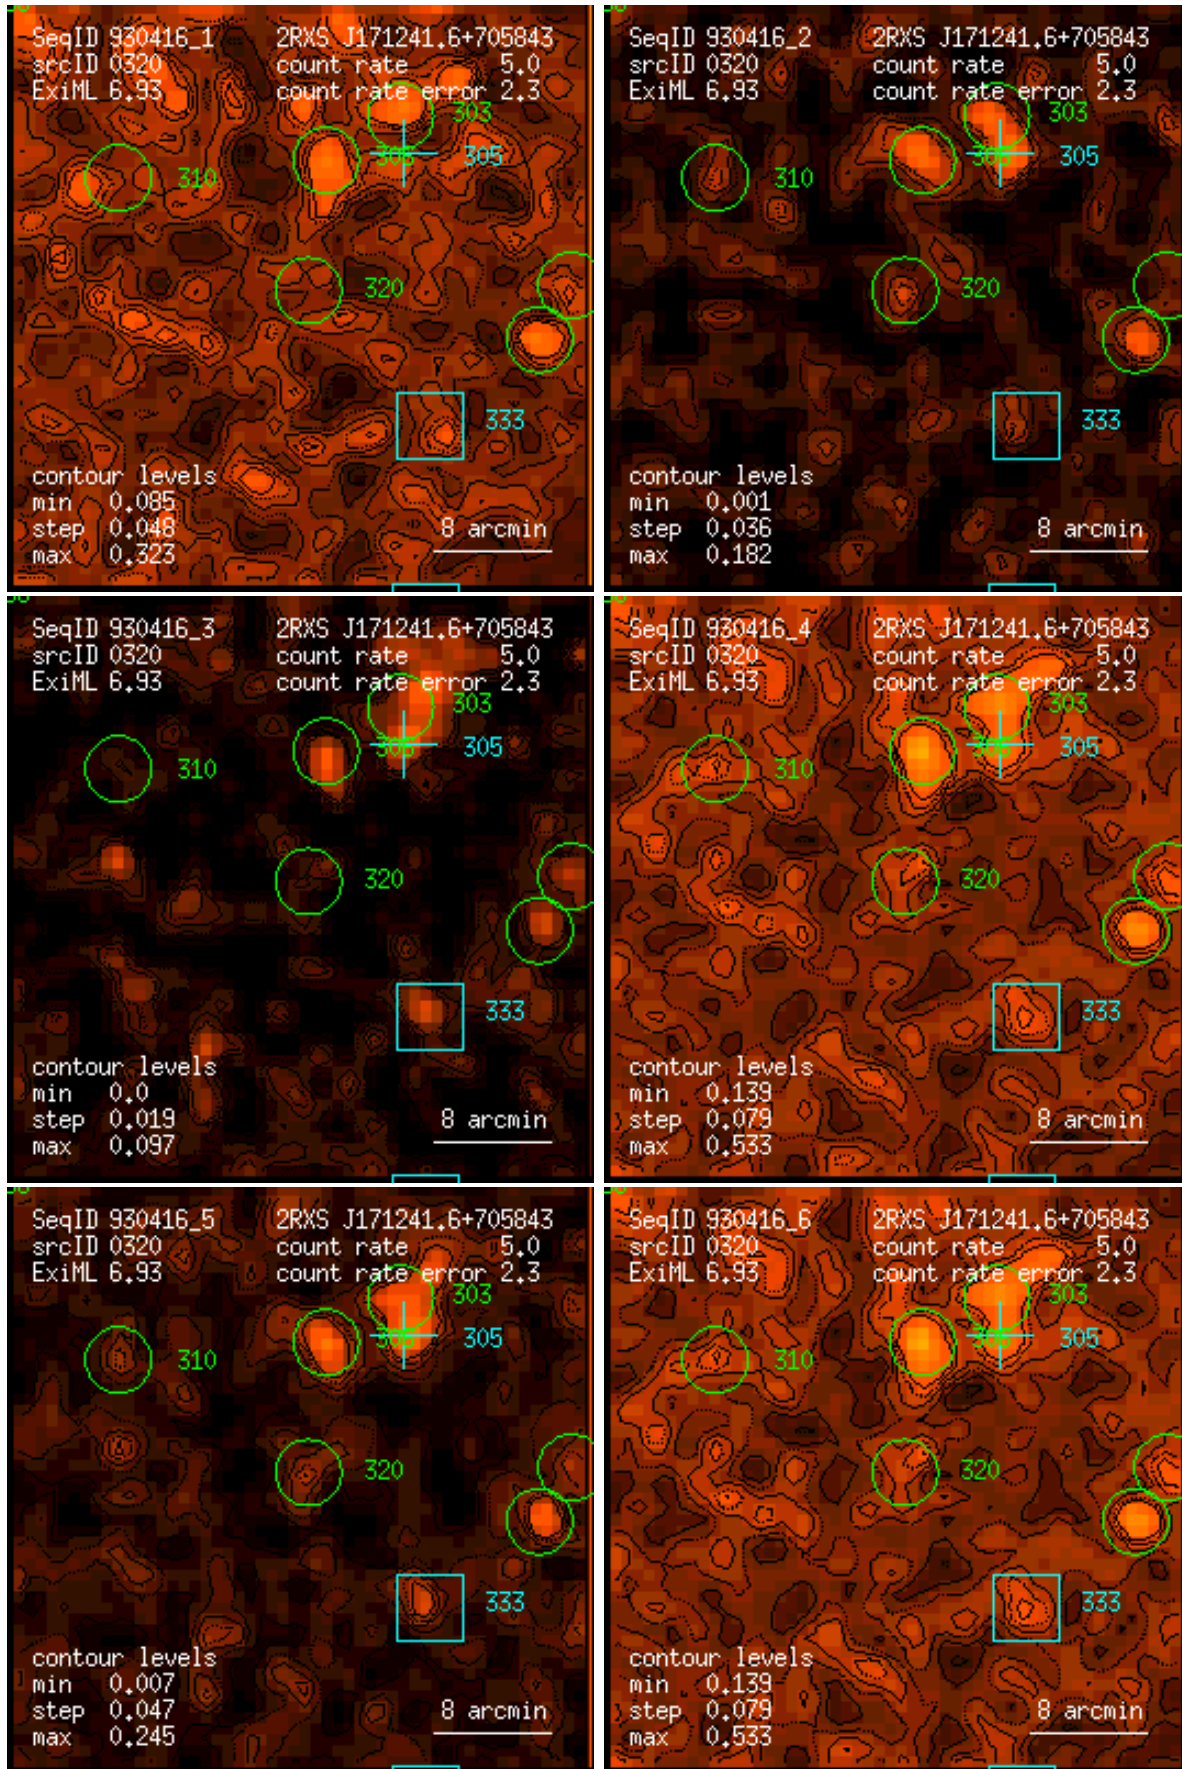 SeqID 930416_1 2RXS J171241.6+705843
srcID 0320 count rate 5.0
ExiML 6.93 count rate error 2.3
303
305
310
320
333
contour levels
min 0.085
step 0.048 8 arcmin
max 0.323
SeqID 930416_2 2RXS J171241.6+705843
srcID 0320 count rate 5.0
ExiML 6.93 count rate error 2.3
303
305
310
320
333
contour levels
min 0.001
step 0.036 8 arcmin
max 0.182
SeqID 930416_3 2RXS J171241.6+705843
srcID 0320 count rate 5.0
ExiML 6.93 count rate error 2.3
303
305
310
320
333
contour levels
min 0.0
step 0.019 8 arcmin
max 0.097
SeqID 930416_4 2RXS J171241.6+705843
srcID 0320 count rate 5.0
ExiML 6.93 count rate error 2.3
303
305
310
320
333
contour levels
min 0.139
step 0.079 8 arcmin
max 0.533
SeqID 930416_5 2RXS J171241.6+705843
srcID 0320 count rate 5.0
ExiML 6.93 count rate error 2.3
303
305
310
320
333
contour levels
min 0.007
step 0.047 8 arcmin
max 0.245
SeqID 930416_6 2RXS J171241.6+705843
srcID 0320 count rate 5.0
ExiML 6.93 count rate error 2.3
303
305
310
320
333
contour levels
min 0.139
step 0.079 8 arcmin
max 0.533